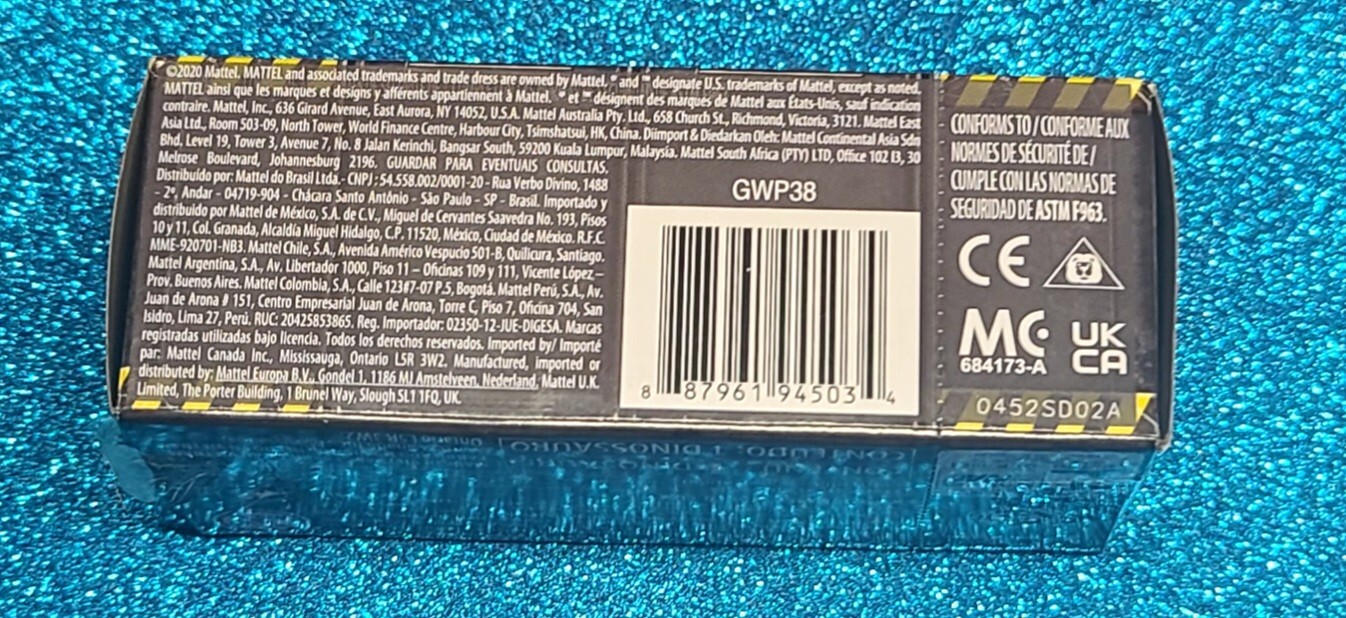 ©2020 Mattel. MATTEL and associated trademarks and trade dress are owned by Mattel. ® and ™ designate U.S. trademarks of Mattel, except as noted.
MATTEL ainsi que les marques et designs y afférents appartiennent à Mattel. ® et ™ désignent des marques de Mattel aux États-Unis, sauf indication
contraire. Mattel, Inc., 636 Girard Avenue, East Aurora, NY 14052, U.S.A. Mattel Australia Pty. Ltd., 658 Church St., Richmond, Victoria, 3121. Mattel East
Asia Ltd., Room 503-09, North Tower, World Finance Centre, Harbour City, Tsimshatsui, HK, China. Diimport & Diedarkan Oleh: Mattel Continental Asia Sdn
Bhd, Level 19, Tower 3, Avenue 7, No. 8 Jalan Kerinchi, Bangsar South, 59200 Kuala Lumpur, Malaysia. Mattel South Africa (PTY) LTD, Office 102 I3, 30
Melrose Boulevard, Johannesburg 2196. GUARDAR PARA EVENTUAIS CONSULTAS.
Distribuído por: Mattel do Brasil Ltda.- CNPJ : 54.558.002/0001-20 - Rua Verbo Divino, 1488
- 2º. Andar - 04719-904 - Chácara Santo Antônio - São Paulo - SP - Brasil. Importado y
distribuido por Mattel de México, S.A. de C.V., Miguel de Cervantes Saavedra No. 193, Pisos
10 y 11, Col. Granada, Alcaldía Miguel Hidalgo, C.P. 11520, México, Ciudad de México. R.F.C.
MME-920701-NB3. Mattel Chile, S.A., Avenida Américo Vespucio 501-B, Quilicura, Santiago.
Mattel Argentina, S.A., Av. Libertador 1000, Piso 11 – Oficinas 109 y 111, Vicente López –
Prov. Buenos Aires. Mattel Colombia, S.A., Calle 123#7-07 P.5, Bogotá. Mattel Perú, S.A., Av.
Juan de Arona # 151, Centro Empresarial Juan de Arona, Torre C, Piso 7, Oficina 704, San
Isidro, Lima 27, Perú. RUC: 20425853865. Reg. Importador: 02350-12-JUE-DIGESA. Marcas
registradas utilizadas bajo licencia. Todos los derechos reservados. Imported by/ Importé
par: Mattel Canada Inc., Mississauga, Ontario L5R 3W2. Manufactured, imported or
distributed by: Mattel Europa B.V., Gondel 1, 1186 MJ Amstelveen, Nederland. Mattel U.K.
Limited, The Porter Building, 1 Brunel Way, Slough SL1 1FQ, UK.
GWP38
8 87961 94503 4
CONFORMS TO / CONFORME AUX
NORMES DE SÉCURITÉ DE /
CUMPLE CON LAS NORMAS DE
SEGURIDAD DE ASTM F963.
CE
MC
684173-A
UK
CA
0452SD02A
CONTEÚDO: 1 DINOSSAURO